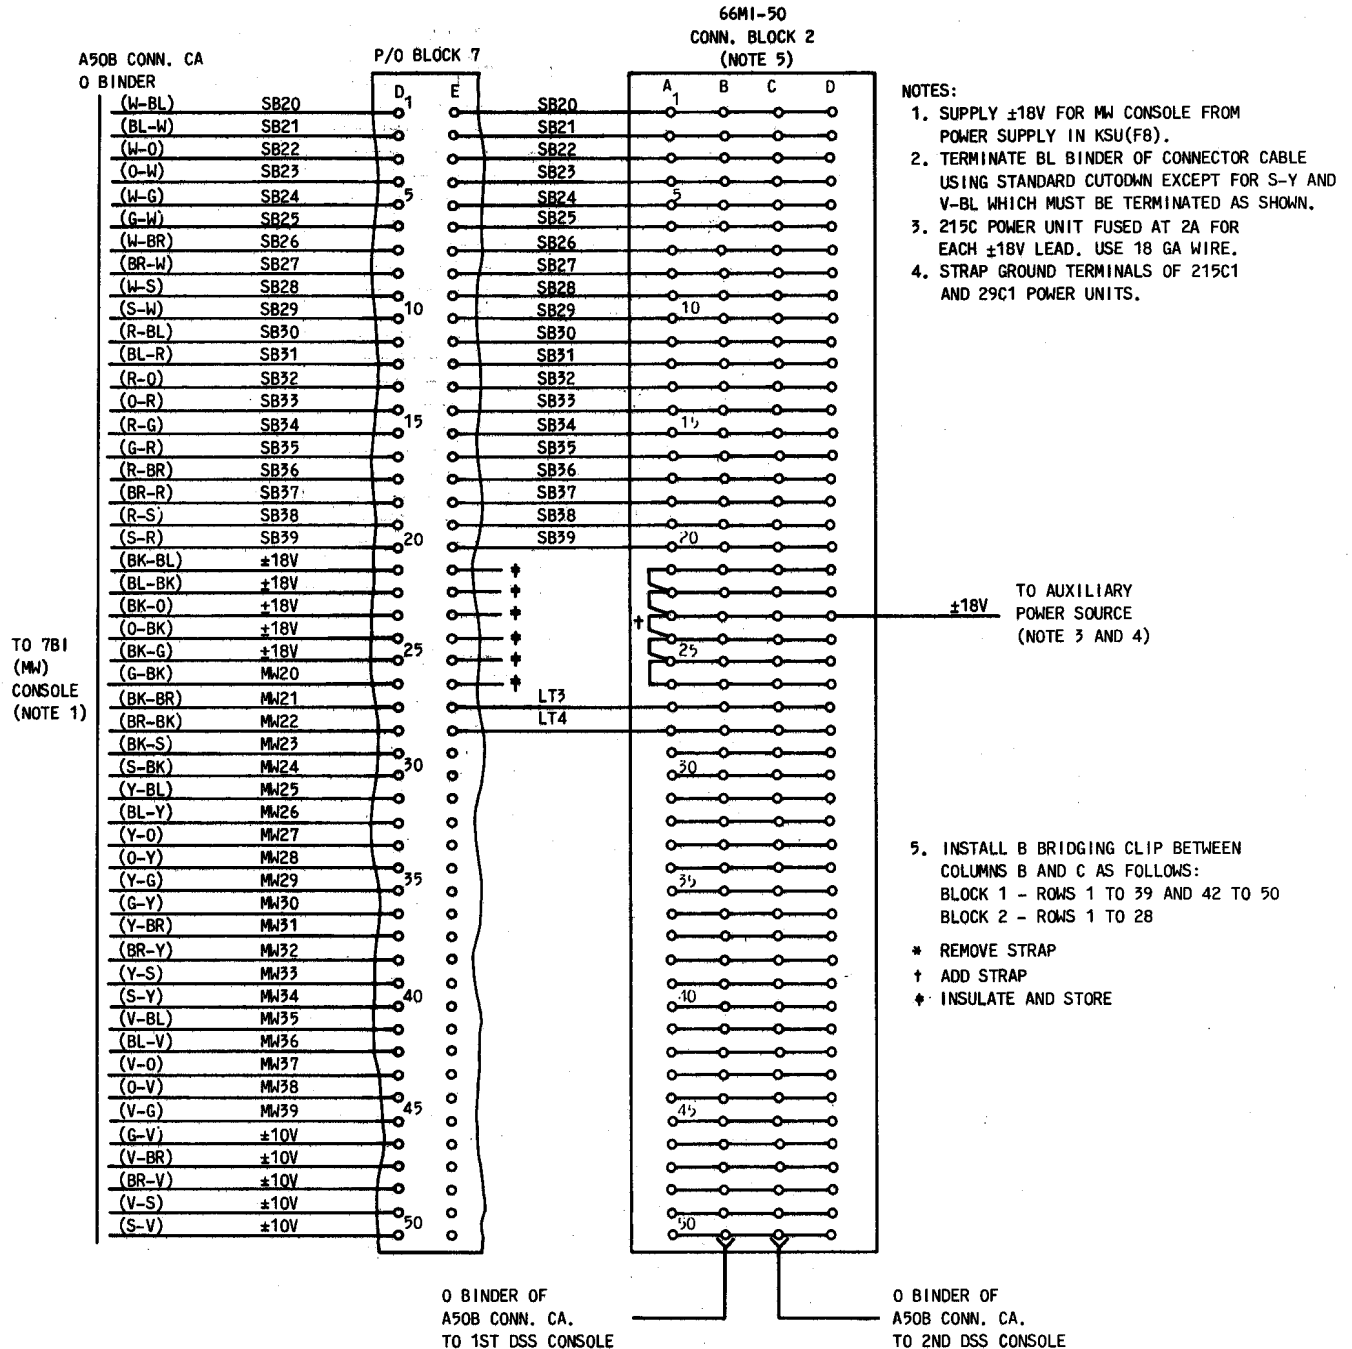 66MI-50
CONN. BLOCK 2
(NOTE 5)
A50B CONN. CA
O BINDER
P/O BLOCK 7
D E
A B C D
(W-BL) SB20 1 SB20 1
(BL-W) SB21 SB21
(W-O) SB22 SB22
(O-W) SB23 SB23
(W-G) SB24 5 SB24 5
(G-W) SB25 SB25
(W-BR) SB26 SB26
(BR-W) SB27 SB27
(W-S) SB28 SB28
(S-W) SB29 10 SB29 10
(R-BL) SB30 SB30
(BL-R) SB31 SB31
(R-O) SB32 SB32
(O-R) SB33 SB33
(R-G) SB34 15 SB34 15
(G-R) SB35 SB35
(R-BR) SB36 SB36
(BR-R) SB37 SB37
(R-S) SB38 SB38
(S-R) SB39 20 SB39 20
(BK-BL) ±18V ⧧
(BL-BK) ±18V ⧧
(BK-O) ±18V ⧧
(O-BK) ±18V ⧧ †
(BK-G) ±18V 25 ⧧ 25
(G-BK) MW20 ⧧
(BK-BR) MW21 LT3
(BR-BK) MW22 LT4
(BK-S) MW23
(S-BK) MW24 30 30
(Y-BL) MW25
(BL-Y) MW26
(Y-O) MW27
(O-Y) MW28
(Y-G) MW29 35 35
(G-Y) MW30
(Y-BR) MW31
(BR-Y) MW32
(Y-S) MW33
(S-Y) MW34 40 40
(V-BL) MW35
(BL-V) MW36
(V-O) MW37
(O-V) MW38
(V-G) MW39 45 45
(G-V) ±10V
(V-BR) ±10V
(BR-V) ±10V
(V-S) ±10V
(S-V) ±10V 50 50
TO 7BI
(MW)
CONSOLE
(NOTE 1)
±18V
TO AUXILIARY
POWER SOURCE
(NOTE 3 AND 4)
NOTES:
1. SUPPLY ±18V FOR MW CONSOLE FROM
POWER SUPPLY IN KSU(F8).
2. TERMINATE BL BINDER OF CONNECTOR CABLE
USING STANDARD CUTODWN EXCEPT FOR S-Y AND
V-BL WHICH MUST BE TERMINATED AS SHOWN.
3. 215C POWER UNIT FUSED AT 2A FOR
EACH ±18V LEAD. USE 18 GA WIRE.
4. STRAP GROUND TERMINALS OF 215C1
AND 29C1 POWER UNITS.
5. INSTALL B BRIDGING CLIP BETWEEN
COLUMNS B AND C AS FOLLOWS:
BLOCK 1 - ROWS 1 TO 39 AND 42 TO 50
BLOCK 2 - ROWS 1 TO 28
* REMOVE STRAP
† ADD STRAP
⧧ INSULATE AND STORE
O BINDER OF
A50B CONN. CA.
TO 1ST DSS CONSOLE
O BINDER OF
A50B CONN. CA.
TO 2ND DSS CONSOLE